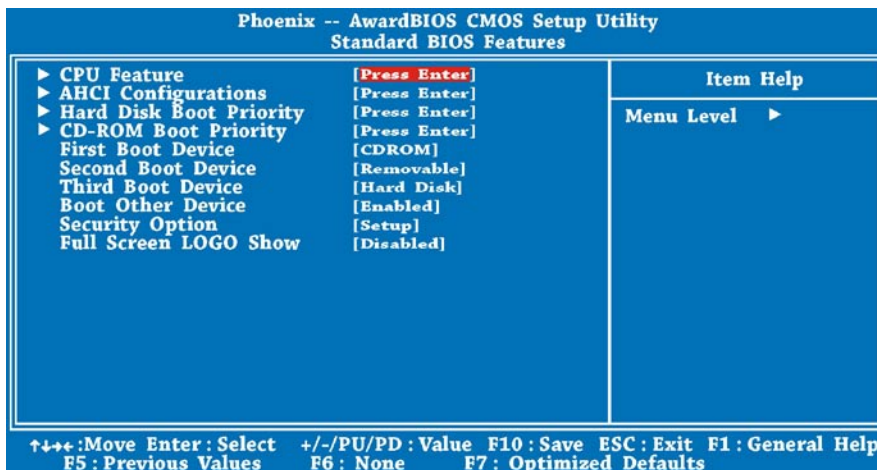 Phoenix -- AwardBIOS CMOS Setup Utility
Standard BIOS Features
▶ CPU Feature [Press Enter]
▶ AHCI Configurations [Press Enter]
▶ Hard Disk Boot Priority [Press Enter]
▶ CD-ROM Boot Priority [Press Enter]
First Boot Device [CDROM]
Second Boot Device [Removable]
Third Boot Device [Hard Disk]
Boot Other Device [Enabled]
Security Option [Setup]
Full Screen LOGO Show [Disabled]
Item Help
Menu Level ▶
↑↓→←:Move Enter:Select +/-/PU/PD:Value F10:Save ESC:Exit F1:General Help
F5:Previous Values F6: None F7: Optimized Defaults